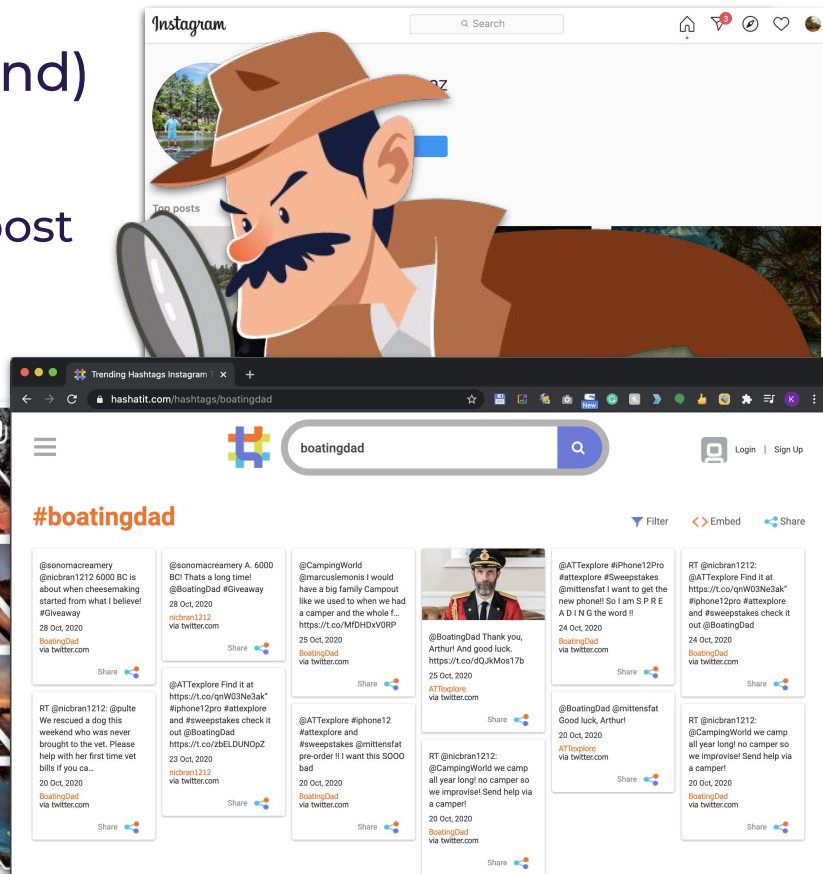 Instagram
Search
3
nd)
az
ost
Top posts
Trending Hashtags Instagram
hashatit.com/hashtags/boatingdad
New
K
boatingdad
Login | Sign Up
#boatingdad
Filter
Embed
Share
@sonomacreamery
@nicbran1212 6000 BC is
about when cheesemaking
started from what I believe!
#Giveaway
28 Oct, 2020
BoatingDad
via twitter.com
Share
RT @nicbran1212: @pulte
We rescued a dog this
weekend who was never
brought to the vet. Please
help with her first time vet
bills if you ca...
20 Oct, 2020
BoatingDad
via twitter.com
Share
@sonomacreamery A. 6000
BC! Thats a long time!
@BoatingDad #Giveaway
28 Oct, 2020
nicbran1212
via twitter.com
Share
@ATTexplore Find it at
https://t.co/qnW03Ne3ak"
#iphone12pro #attexplore
and #sweepstakes check it
out @BoatingDad
https://t.co/zbELDUNOpZ
23 Oct, 2020
nicbran1212
via twitter.com
Share
@CampingWorld
@marcuslemonis I would
have a big family Campout
like we used to when we had
a camper and the whole f...
https://t.co/MfDHDxV0RP
25 Oct, 2020
BoatingDad
via twitter.com
Share
@ATTexplore #iphone12
#attexplore and
#sweepstakes @mittensfat
pre-order !! I want this SOOO
bad
20 Oct, 2020
BoatingDad
via twitter.com
Share
@BoatingDad Thank you,
Arthur! And good luck.
https://t.co/dQJkMos17b
25 Oct, 2020
ATTexplore
via twitter.com
Share
RT @nicbran1212:
@CampingWorld we camp
all year long! no camper so
we improvise! Send help via
a camper!
20 Oct, 2020
BoatingDad
via twitter.com
Share
@ATTexplore #iPhone12Pro
#attexplore #Sweepstakes
@mittensfat I want to get the
new phone!! So I am S P R E
A D I N G the word !!
24 Oct, 2020
BoatingDad
via twitter.com
Share
@BoatingDad @mittensfat
Good luck, Arthur!
20 Oct, 2020
ATTexplore
via twitter.com
Share
RT @nicbran1212:
@ATTexplore Find it at
https://t.co/qnW03Ne3ak"
#iphone12pro #attexplore
and #sweepstakes check it
out @BoatingDad
24 Oct, 2020
BoatingDad
via twitter.com
Share
RT @nicbran1212:
@CampingWorld we camp
all year long! no camper so
we improvise! Send help via
a camper!
20 Oct, 2020
BoatingDad
via twitter.com
Share